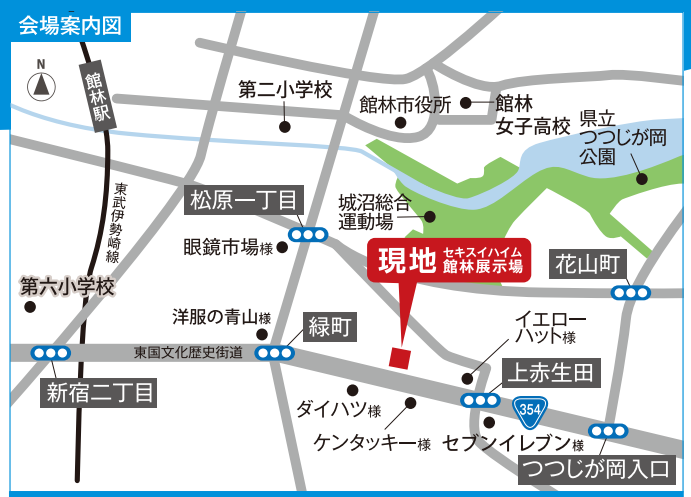 会場案内図
N
館林駅
第二小学校
館林市役所
館林
女子高校
県立
つつじが岡
公園
東武伊勢崎線
松原一丁目
城沼総合
運動場
眼鏡市場様
現地
セキスイハイム
館林展示場
花山町
第六小学校
洋服の青山様
緑町
イエロー
ハット様
東国文化歴史街道
上赤生田
新宿二丁目
ダイハツ様
354
ケンタッキー様
セブンイレブン様
つつじが岡入口